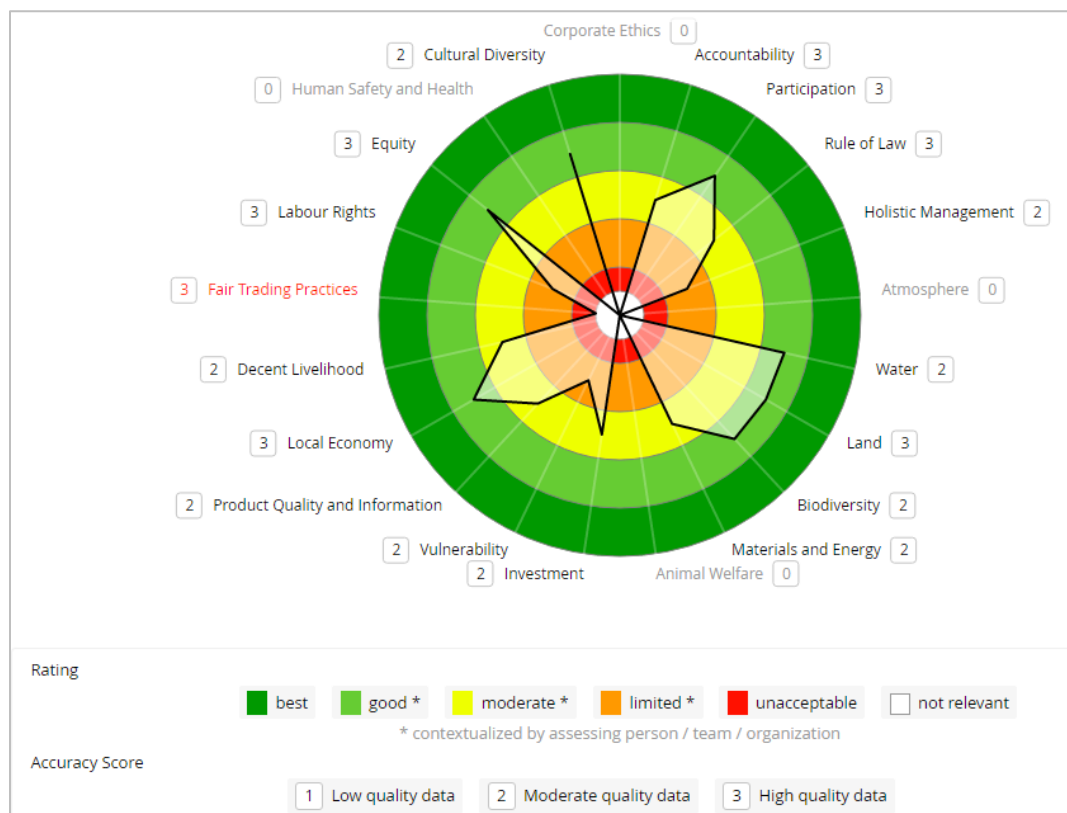 Corporate Ethics 0
2 Cultural Diversity
Accountability 3
0 Human Safety and Health
Participation 3
3 Equity
Rule of Law 3
3 Labour Rights
Holistic Management 2
3 Fair Trading Practices
Atmosphere 0
2 Decent Livelihood
Water 2
3 Local Economy
Land 3
2 Product Quality and Information
Biodiversity 2
2 Vulnerability
Materials and Energy 2
2 Investment
Animal Welfare 0
Rating
best good * moderate * limited * unacceptable not relevant
* contextualized by assessing person / team / organization
Accuracy Score
1 Low quality data 2 Moderate quality data 3 High quality data